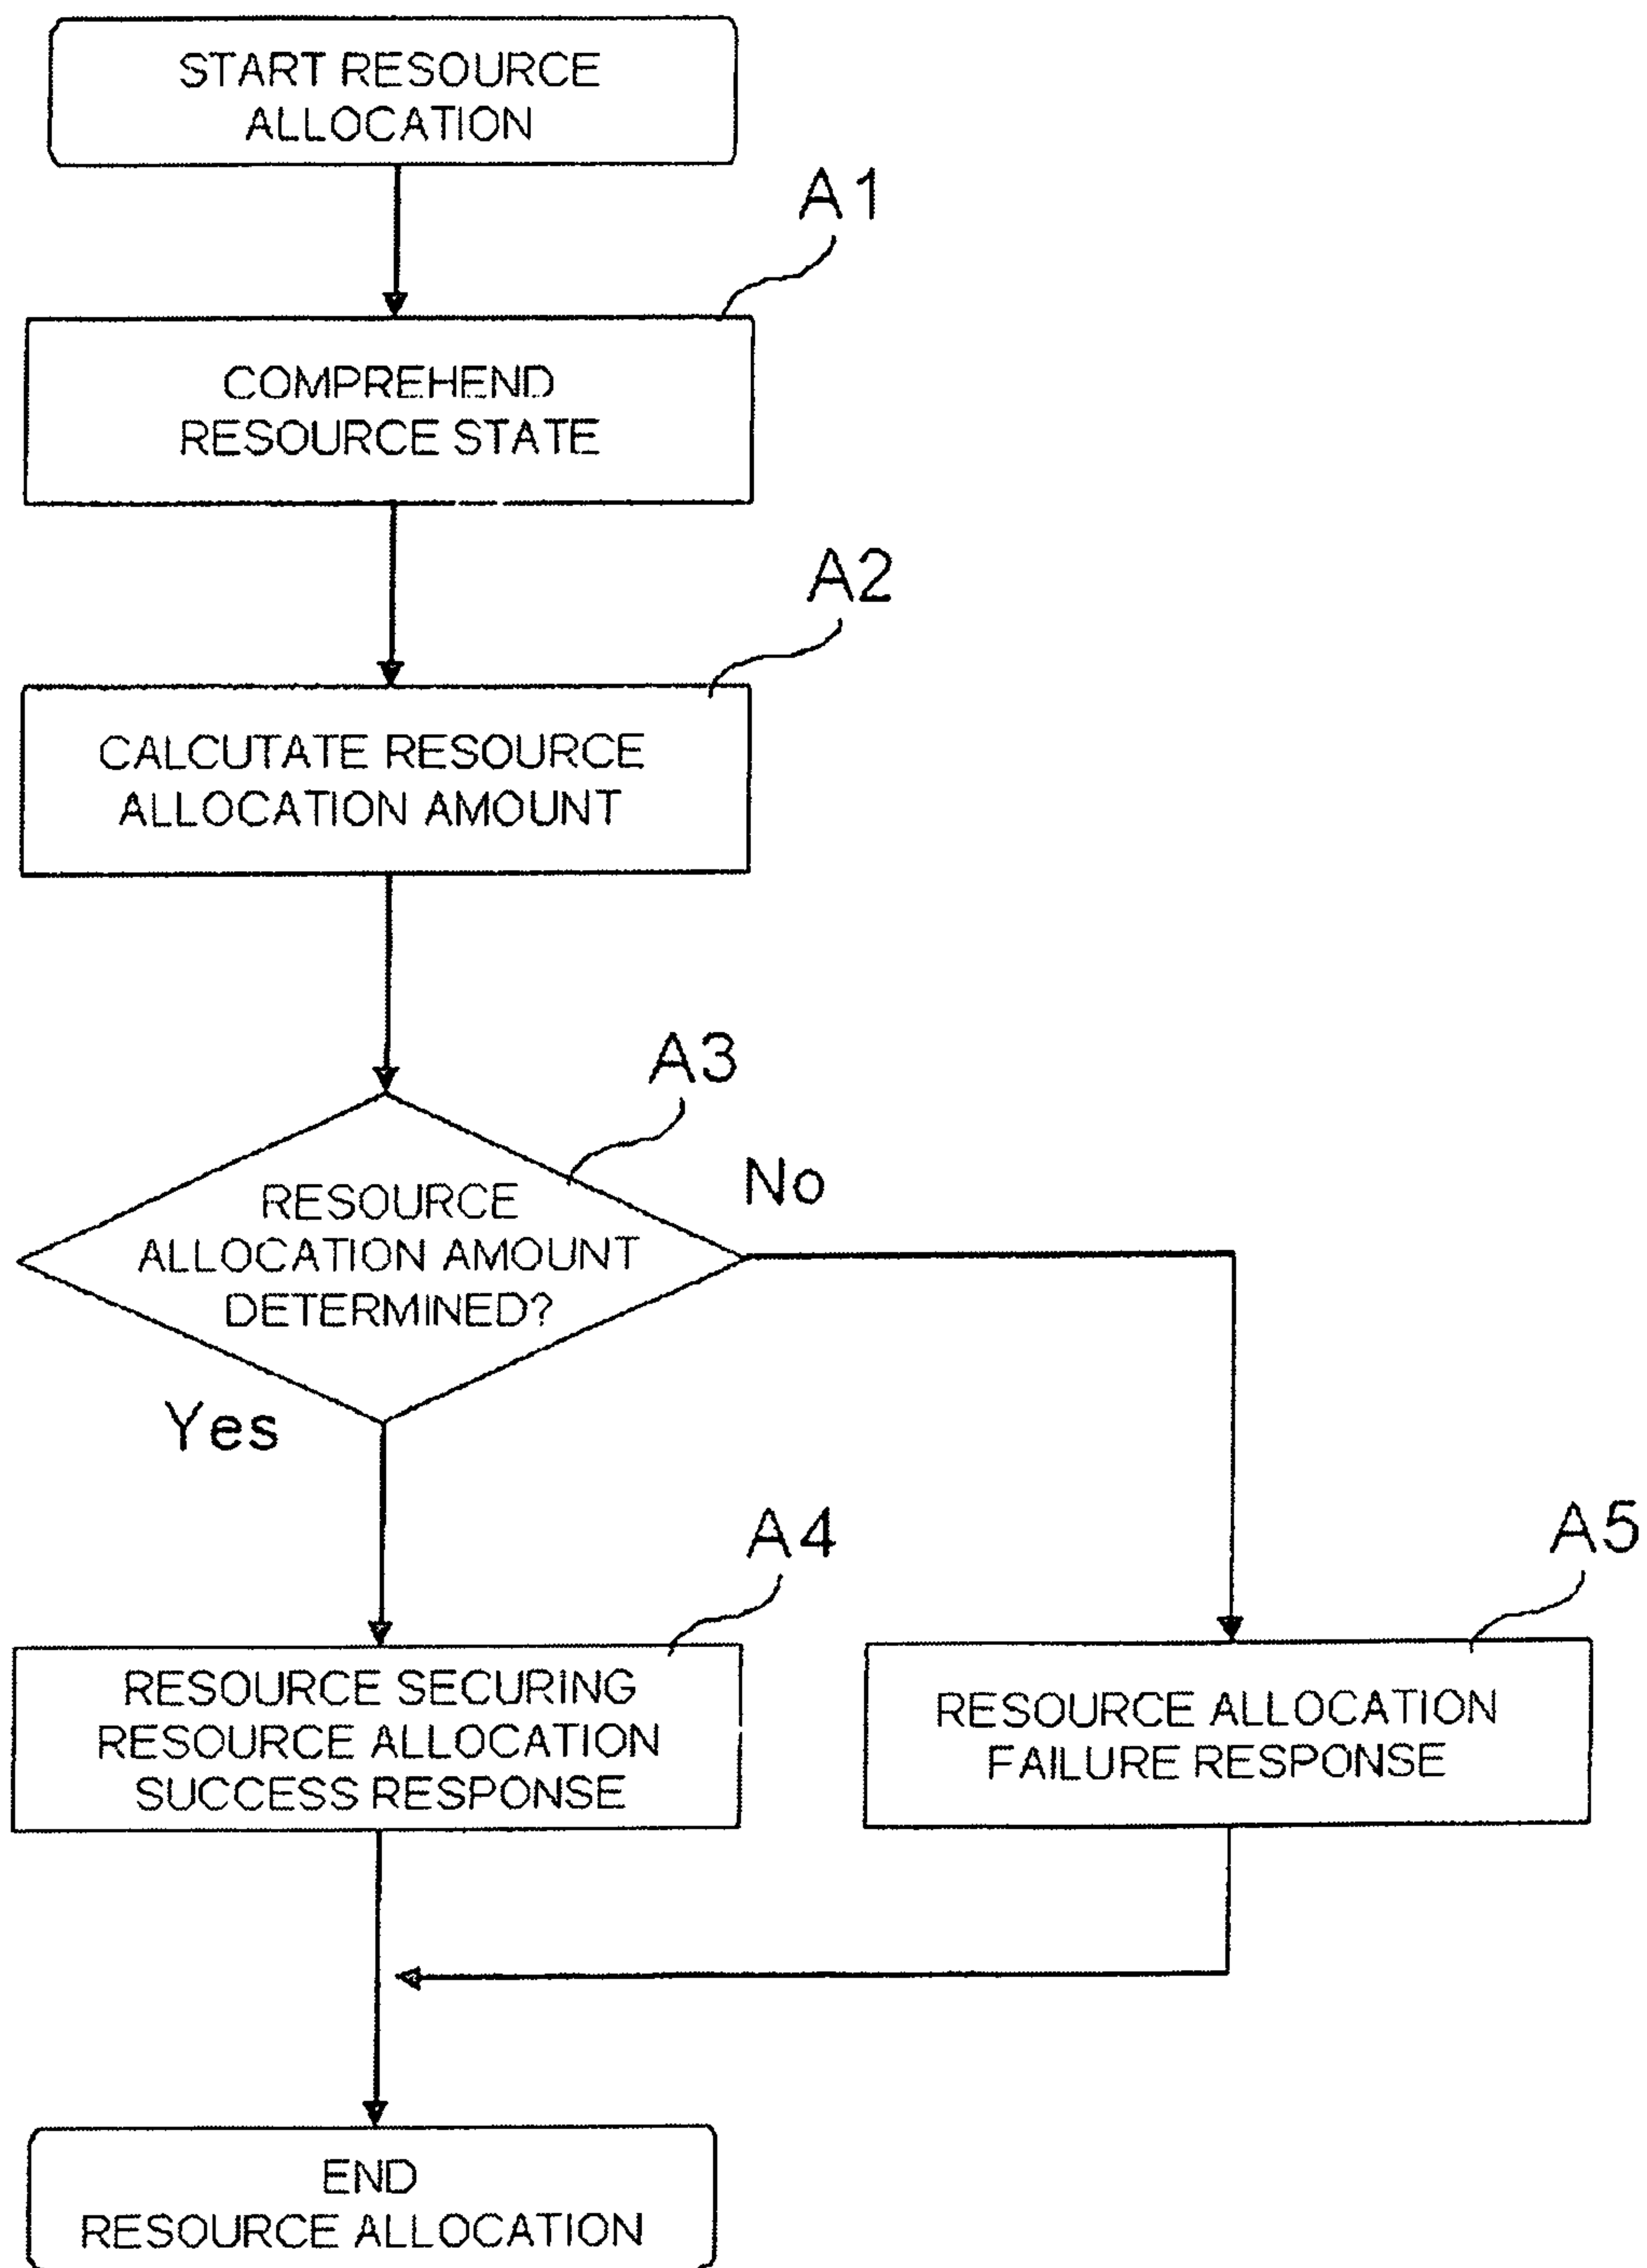 START RESOURCE
ALLOCATION
A1
COMPREHEND
RESOURCE STATE
A2
CALCUTATE RESOURCE
ALLOCATION AMOUNT
A3
RESOURCE
ALLOCATION AMOUNT
DETERMINED?
No
Yes
A4
RESOURCE SECURING
RESOURCE ALLOCATION
SUCCESS RESPONSE
A5
RESOURCE ALLOCATION
FAILURE RESPONSE
END
RESOURCE ALLOCATION